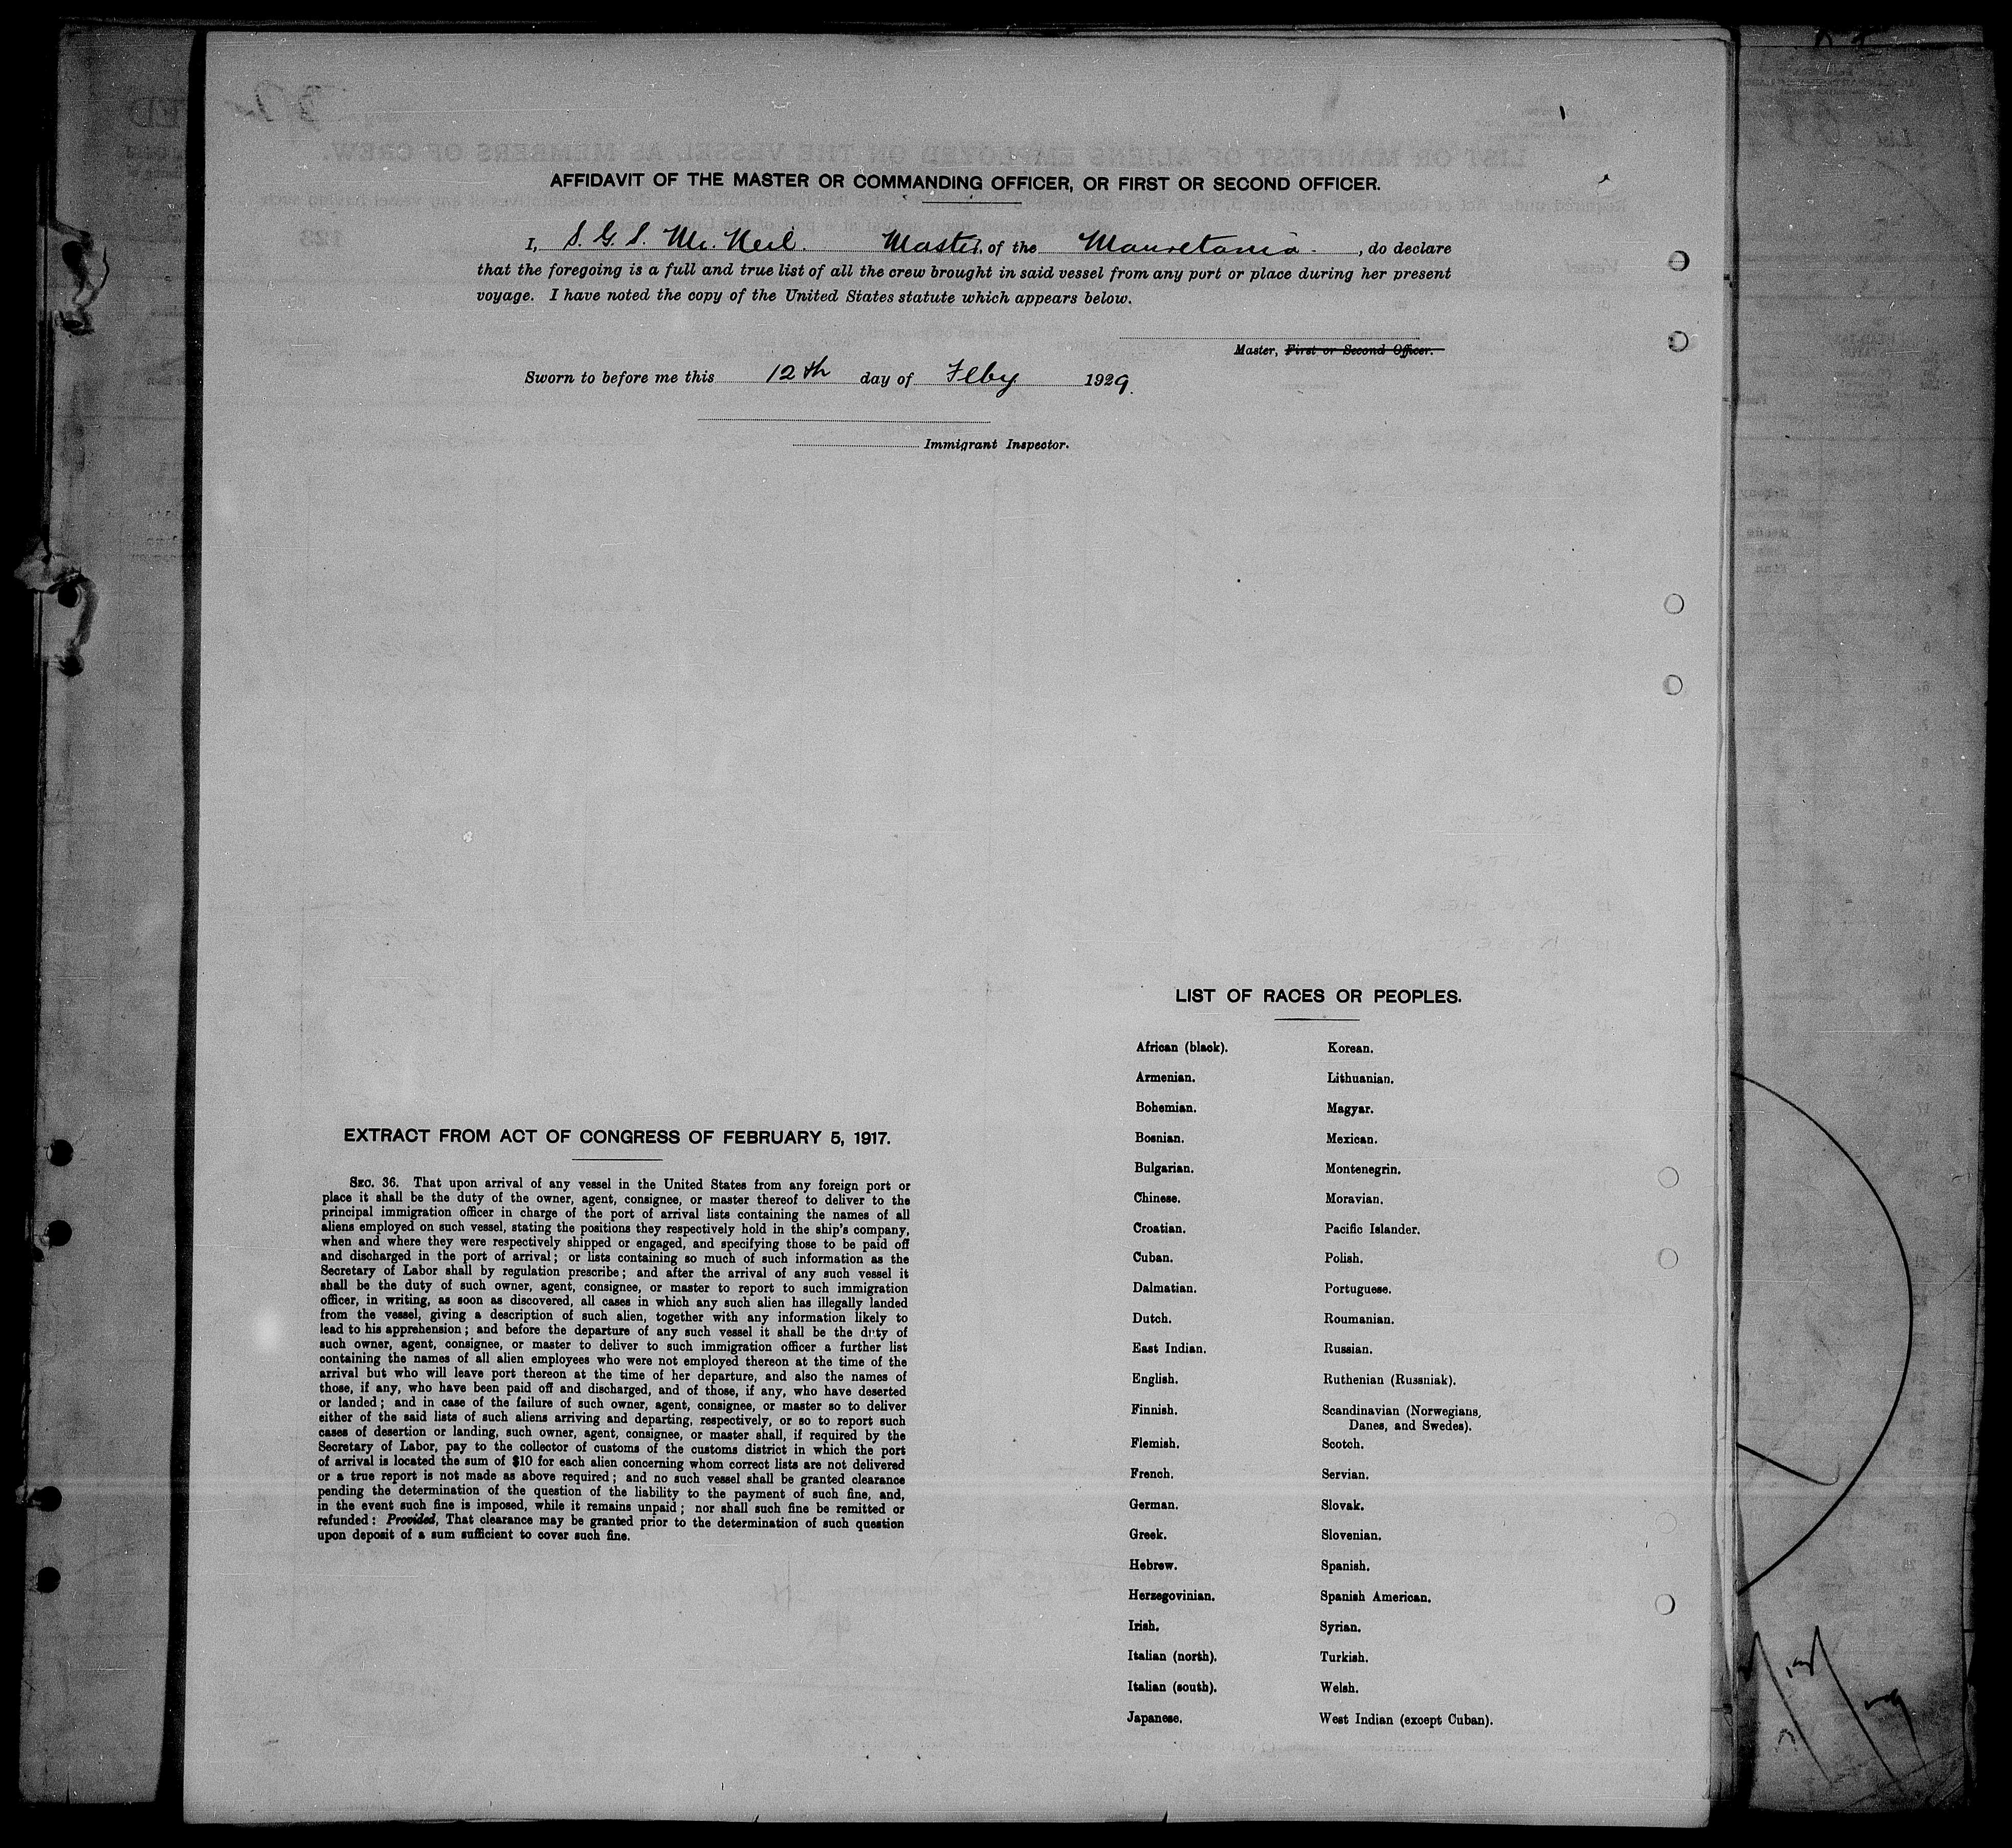 AFFIDAVIT OF THE MASTER OR COMMANDING OFFICER, OR FIRST OR SECOND OFFICER.
I, S. G. S. Mc. Neil. Master, of the Mauretania. , do declare
that the foregoing is a full and true list of all the crew brought in said vessel from any port or place during her present
voyage. I have noted the copy of the United States statute which appears below.
Master, First or Second Officer.
Sworn to before me this 12th day of Feby 1929.
Immigrant Inspector.
EXTRACT FROM ACT OF CONGRESS OF FEBRUARY 5, 1917.
SEC. 36. That upon arrival of any vessel in the United States from any foreign port or
place it shall be the duty of the owner, agent, consignee, or master thereof to deliver to the
principal immigration officer in charge of the port of arrival lists containing the names of all
aliens employed on such vessel, stating the positions they respectively hold in the ship's company,
when and where they were respectively shipped or engaged, and specifying those to be paid off
and discharged in the port of arrival; or lists containing so much of such information as the
Secretary of Labor shall by regulation prescribe; and after the arrival of any such vessel it
shall be the duty of such owner, agent, consignee, or master to report to such immigration
officer, in writing, as soon as discovered, all cases in which any such alien has illegally landed
from the vessel, giving a description of such alien, together with any information likely to
lead to his apprehension; and before the departure of any such vessel it shall be the duty of
such owner, agent, consignee, or master to deliver to such immigration officer a further list
containing the names of all alien employees who were not employed thereon at the time of the
arrival but who will leave port thereon at the time of her departure, and also the names of
those, if any, who have been paid off and discharged, and of those, if any, who have deserted
or landed; and in case of the failure of such owner, agent, consignee, or master so to deliver
either of the said lists of such aliens arriving and departing, respectively, or so to report such
cases of desertion or landing, such owner, agent, consignee, or master shall, if required by the
Secretary of Labor, pay to the collector of customs of the customs district in which the port
of arrival is located the sum of $10 for each alien concerning whom correct lists are not delivered
or a true report is not made as above required; and no such vessel shall be granted clearance
pending the determination of the question of the liability to the payment of such fine, and,
in the event such fine is imposed, while it remains unpaid; nor shall such fine be remitted or
refunded: Provided, That clearance may be granted prior to the determination of such question
upon deposit of a sum sufficient to cover such fine.
LIST OF RACES OR PEOPLES.
African (black). Korean.
Armenian. Lithuanian.
Bohemian. Magyar.
Bosnian. Mexican.
Bulgarian. Montenegrin.
Chinese. Moravian.
Croatian. Pacific Islander.
Cuban. Polish.
Dalmatian. Portuguese.
Dutch. Roumanian.
East Indian. Russian.
English. Ruthenian (Russniak).
Finnish. Scandinavian (Norwegians,
Danes, and Swedes).
Flemish. Scotch.
French. Servian.
German. Slovak.
Greek. Slovenian.
Hebrew. Spanish.
Herzegovinian. Spanish American.
Irish. Syrian.
Italian (north). Turkish.
Italian (south). Welsh.
Japanese. West Indian (except Cuban).